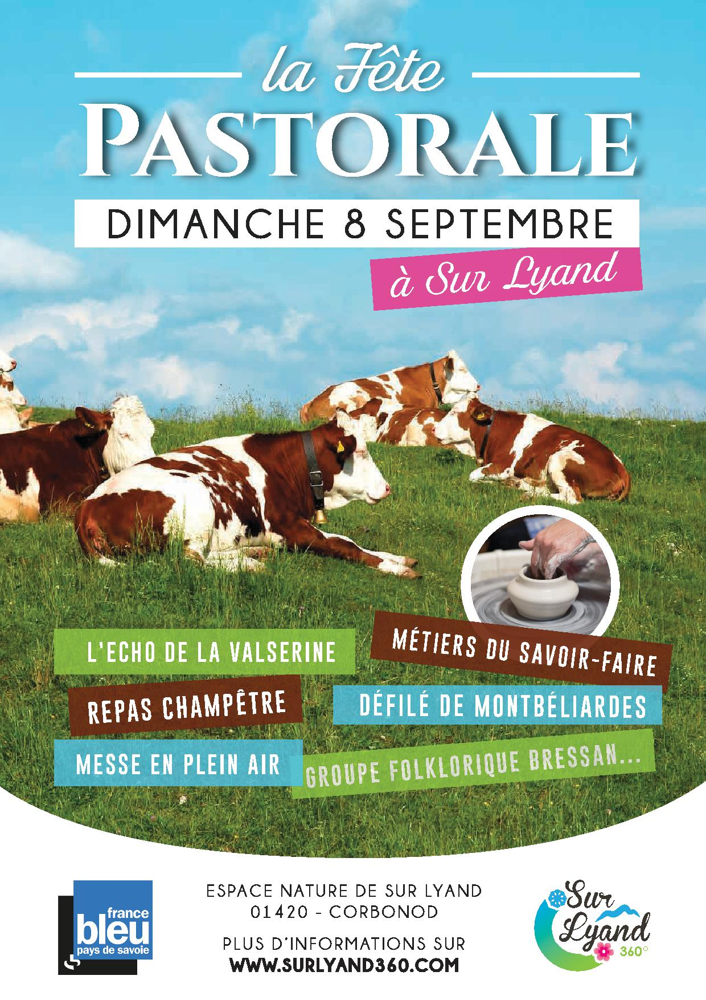 la Fête
PASTORALE
DIMANCHE 8 SEPTEMBRE
à Sur Lyand
L'ECHO DE LA VALSERINE
MÉTIERS DU SAVOIR-FAIRE
REPAS CHAMPÊTRE
DÉFILÉ DE MONTBÉLIARDES
MESSE EN PLEIN AIR
GROUPE FOLKLORIQUE BRESSAN...
france
bleu
pays de savoie
ESPACE NATURE DE SUR LYAND
01420 - CORBONOD
PLUS D'INFORMATIONS SUR
WWW.SURLYAND360.COM
Sur
Lyand
360°